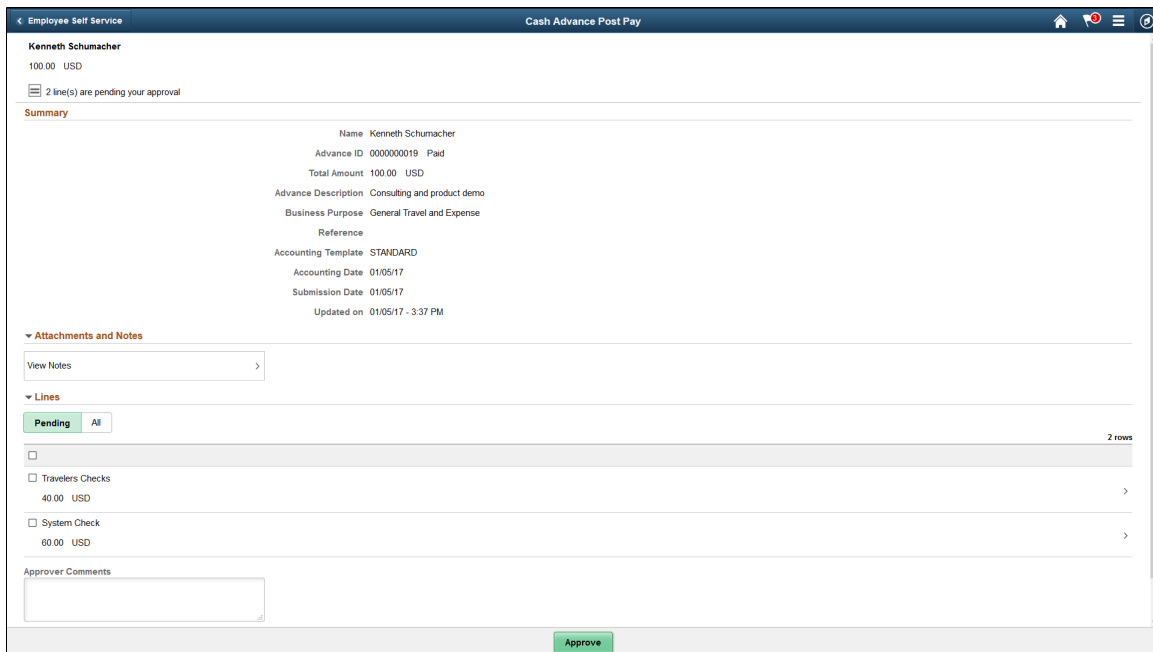 Employee Self Service
Cash Advance Post Pay
3
Kenneth Schumacher
100.00 USD
2 line(s) are pending your approval
Summary
Name Kenneth Schumacher
Advance ID 0000000019 Paid
Total Amount 100.00 USD
Advance Description Consulting and product demo
Business Purpose General Travel and Expense
Reference
Accounting Template STANDARD
Accounting Date 01/05/17
Submission Date 01/05/17
Updated on 01/05/17 - 3:37 PM
Attachments and Notes
View Notes
Lines
Pending All
2 rows
Travelers Checks
40.00 USD
System Check
60.00 USD
Approver Comments
Approve